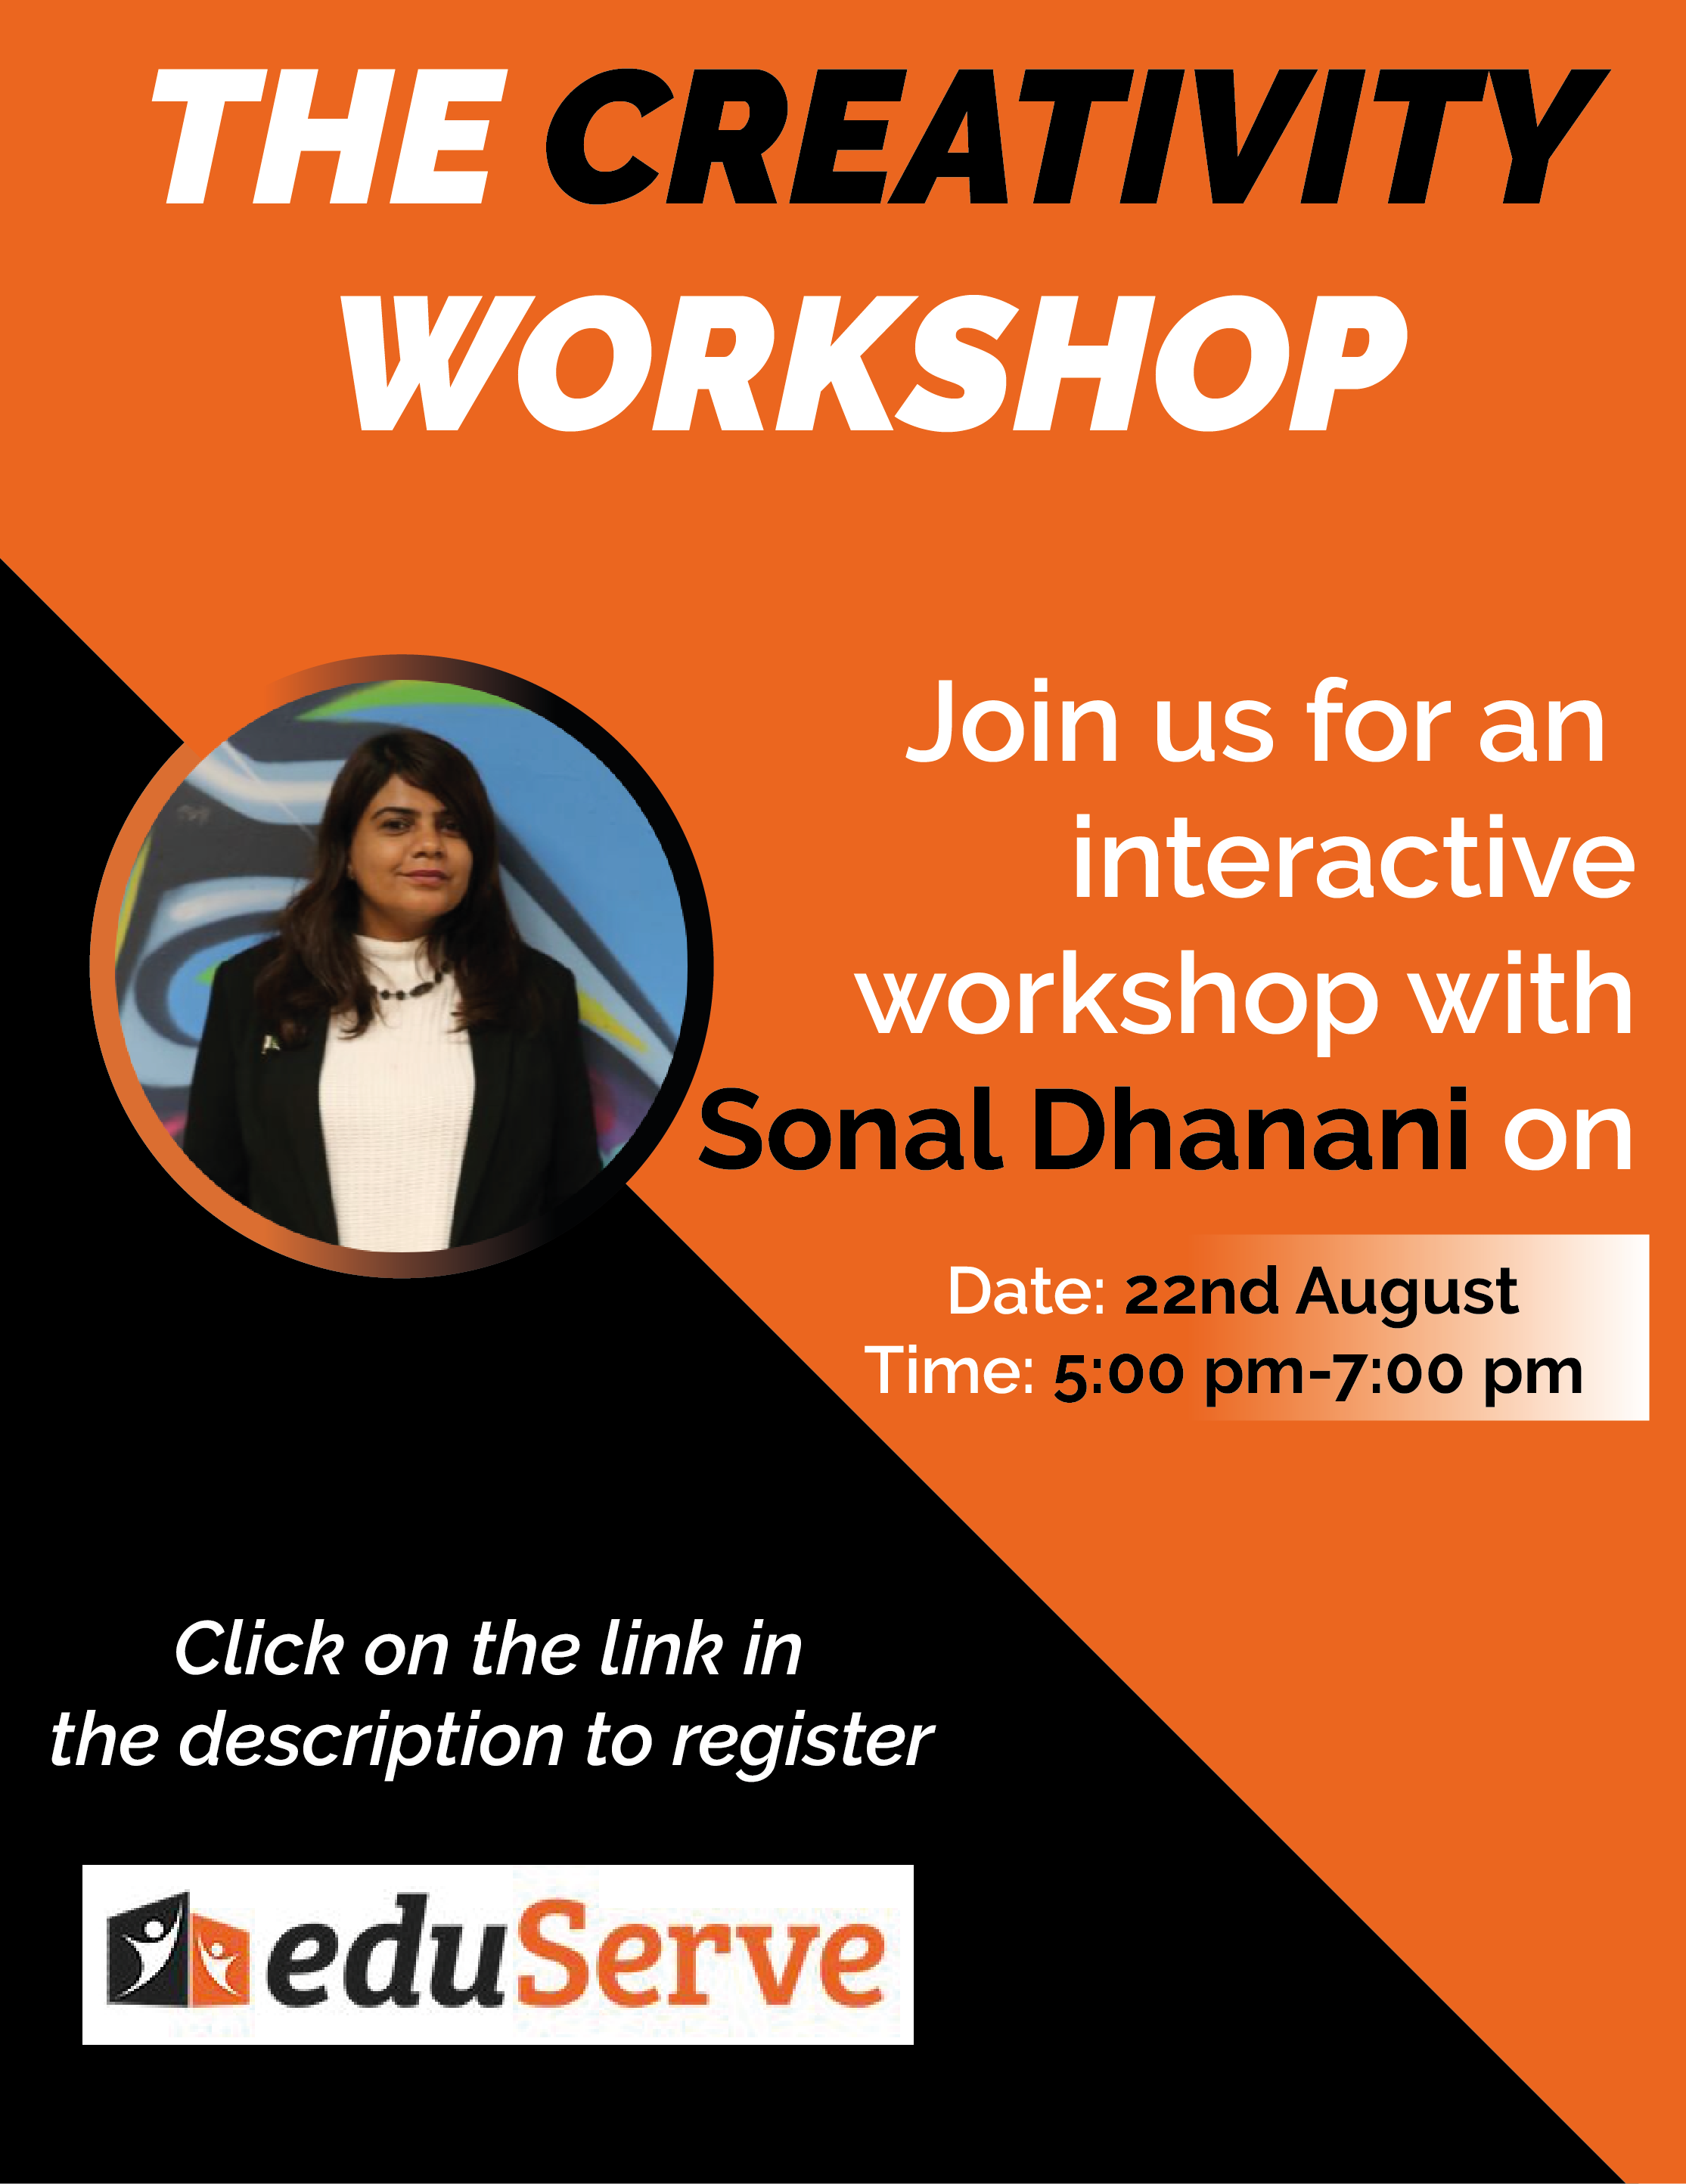 THE CREATIVITY
WORKSHOP
Join us for an
interactive
workshop with
Sonal Dhanani on
Date: 22nd August
Time: 5:00 pm-7:00 pm
Click on the link in
the description to register
eduServe